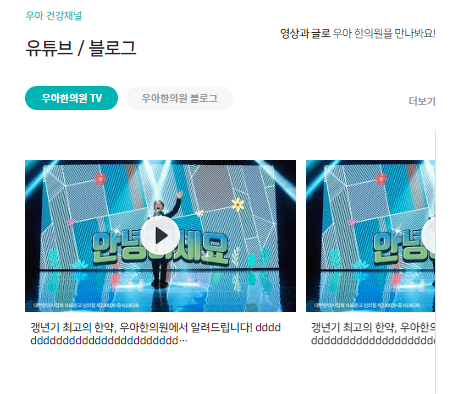 우아 건강채널
유튜브 / 블로그
영상과 글로 우아 한의원을 만나봐요!
우아한의원 TV
우아한의원 블로그
더보기
안녕하세요
갱년기 최고의 한약, 우아한의원에서 알려드립니다! dddd
ddddddddddddddddddddddd…
안녕
갱년기 최고의 한약, 우아한의
ddddddddddddddddddd